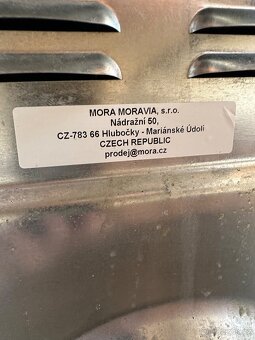 MORA MORAVIA, s.r.o.
Nádražní 50,
CZ-783 66 Hlubočky - Mariánské Údolí
CZECH REPUBLIC
prodej@mora.cz